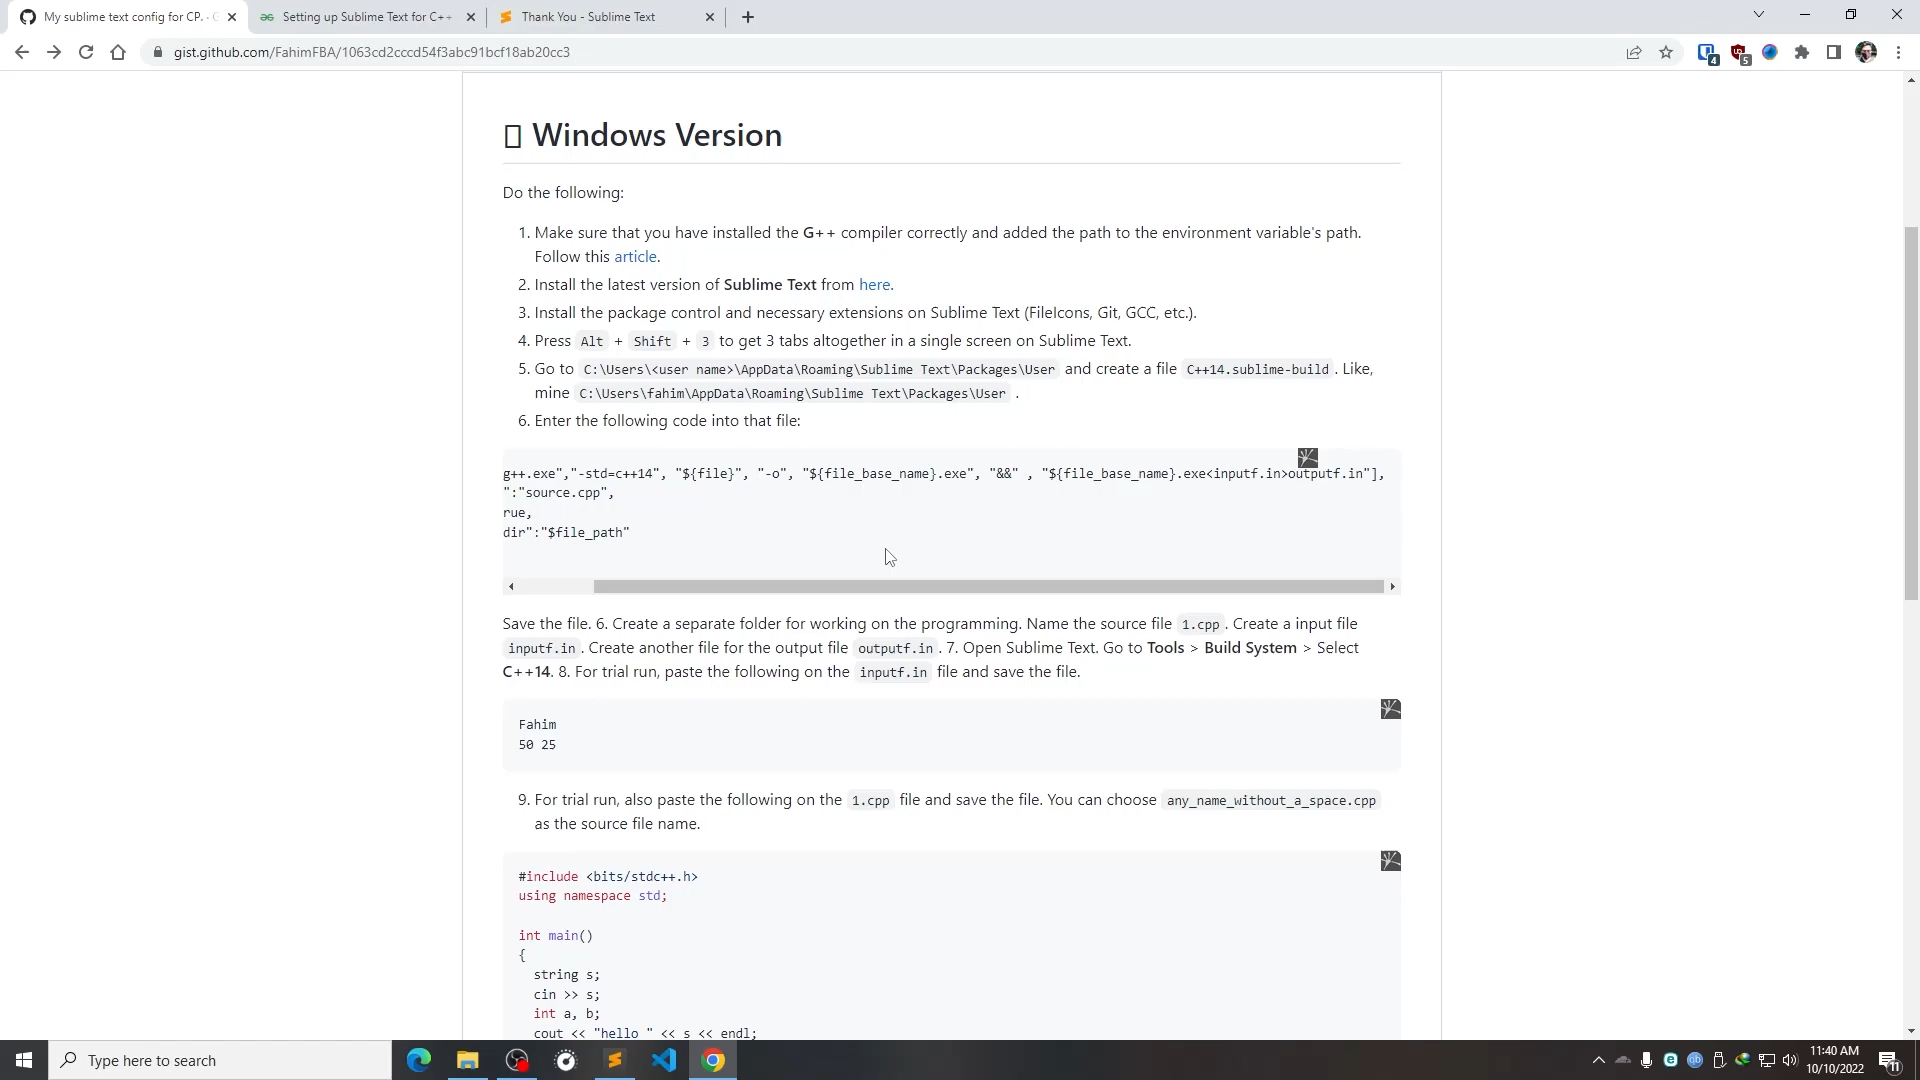 My sublime text config for CP. · G
Setting up Sublime Text for C++
Thank You - Sublime Text
gist.github.com/FahimFBA/1063cd2cccd54f3abc91bcf18ab20cc3
4
5
Windows Version
Do the following:
1. Make sure that you have installed the G++ compiler correctly and added the path to the environment variable's path.
Follow this article.
2. Install the latest version of Sublime Text from here.
3. Install the package control and necessary extensions on Sublime Text (FileIcons, Git, GCC, etc.).
4. Press Alt + Shift + 3 to get 3 tabs altogether in a single screen on Sublime Text.
5. Go to C:\Users\<user name>\AppData\Roaming\Sublime Text\Packages\User and create a file C++14.sublime-build. Like,
mine C:\Users\fahim\AppData\Roaming\Sublime Text\Packages\User .
6. Enter the following code into that file:
g++.exe","-std=c++14", "${file}", "-o", "${file_base_name}.exe", "&&" , "${file_base_name}.exe<inputf.in>outputf.in"],
":"source.cpp",
rue,
dir":"$file_path"
Save the file. 6. Create a separate folder for working on the programming. Name the source file 1.cpp. Create a input file
inputf.in. Create another file for the output file outputf.in. 7. Open Sublime Text. Go to Tools > Build System > Select
C++14. 8. For trial run, paste the following on the inputf.in file and save the file.
Fahim
50 25
9. For trial run, also paste the following on the 1.cpp file and save the file. You can choose any_name_without_a_space.cpp
as the source file name.
#include <bits/stdc++.h>
using namespace std;
int main()
{
string s;
cin >> s;
int a, b;
cout << "hello " << s << endl;
Type here to search
11:40 AM
10/10/2022
11